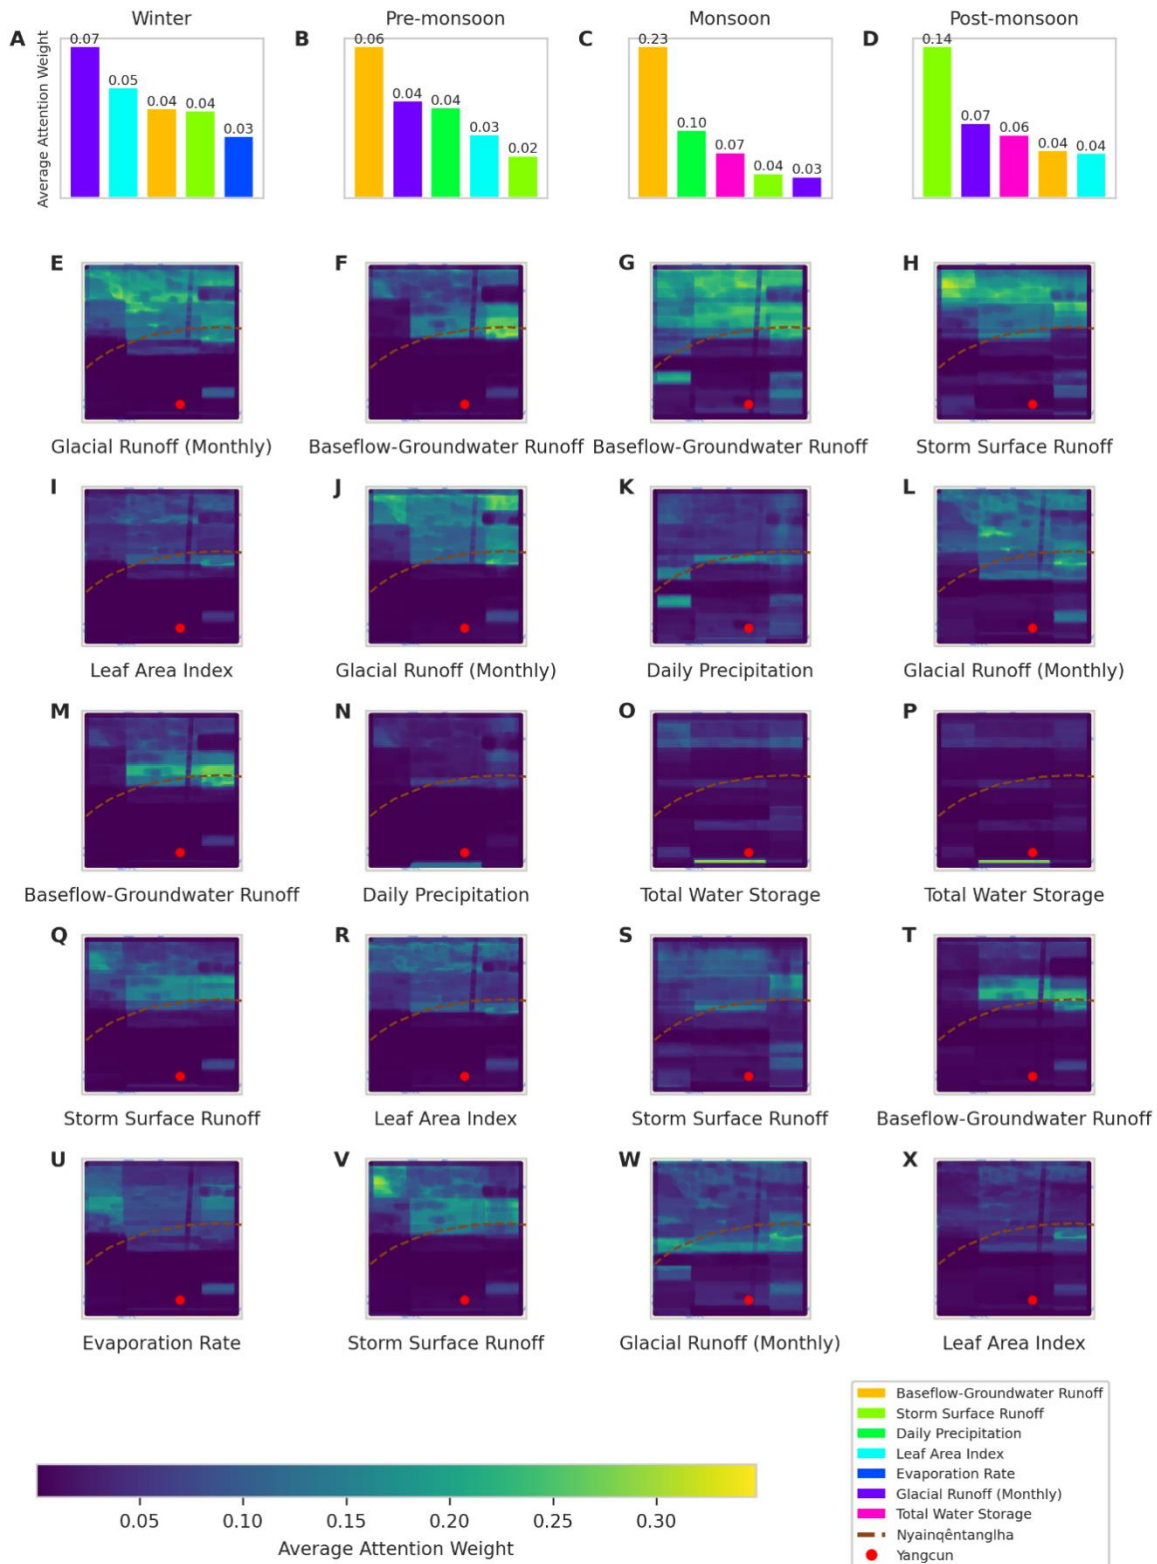 Winter
Pre-monsoon
Monsoon
Post-monsoon
A
B
C
D
Average Attention Weight
0.07
0.05
0.04
0.04
0.03
0.06
0.04
0.04
0.03
0.02
0.23
0.10
0.07
0.04
0.03
0.14
0.07
0.06
0.04
0.04
E
F
G
H
Glacial Runoff (Monthly)
Baseflow-Groundwater Runoff
Baseflow-Groundwater Runoff
Storm Surface Runoff
I
J
K
L
Leaf Area Index
Glacial Runoff (Monthly)
Daily Precipitation
Glacial Runoff (Monthly)
M
N
O
P
Baseflow-Groundwater Runoff
Daily Precipitation
Total Water Storage
Total Water Storage
Q
R
S
T
Storm Surface Runoff
Leaf Area Index
Storm Surface Runoff
Baseflow-Groundwater Runoff
U
V
W
X
Evaporation Rate
Storm Surface Runoff
Glacial Runoff (Monthly)
Leaf Area Index
0.05
0.10
0.15
0.20
0.25
0.30
Average Attention Weight
Baseflow-Groundwater Runoff
Storm Surface Runoff
Daily Precipitation
Leaf Area Index
Evaporation Rate
Glacial Runoff (Monthly)
Total Water Storage
Nyainqêntanglha
Yangcun